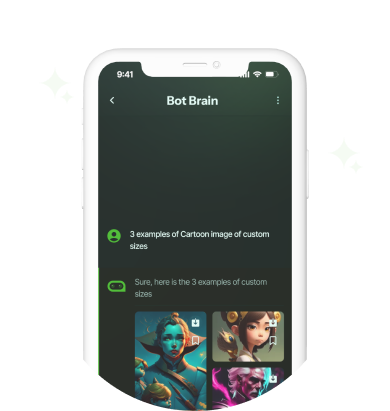 9:41
Bot Brain
3 examples of Cartoon image of custom
sizes
Sure, here is the 3 examples of custom
sizes